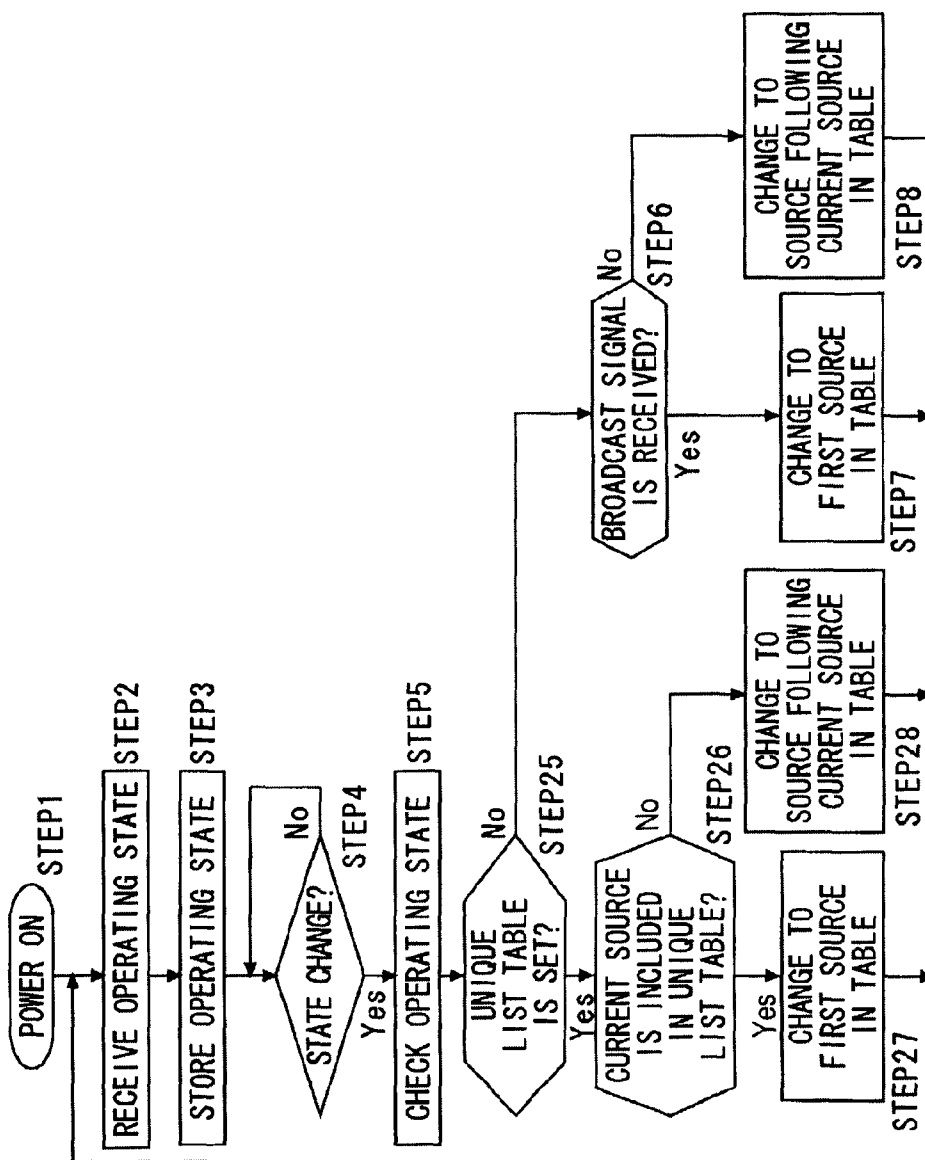 POWER ON
STEP1
RECEIVE OPERATING STATE
STEP2
STORE OPERATING STATE
STEP3
STATE CHANGE?
No
STEP4
Yes
CHECK OPERATING STATE
STEP5
UNIQUE
LIST TABLE
IS SET?
No
STEP25
Yes
CURRENT SOURCE
IS INCLUDED
IN UNIQUE
LIST TABLE?
No
STEP26
Yes
BROADCAST SIGNAL
IS RECEIVED?
No
STEP6
Yes
CHANGE TO
FIRST SOURCE
IN TABLE
STEP27
CHANGE TO
SOURCE FOLLOWING
CURRENT SOURCE
IN TABLE
STEP28
CHANGE TO
FIRST SOURCE
IN TABLE
STEP7
CHANGE TO
SOURCE FOLLOWING
CURRENT SOURCE
IN TABLE
STEP8